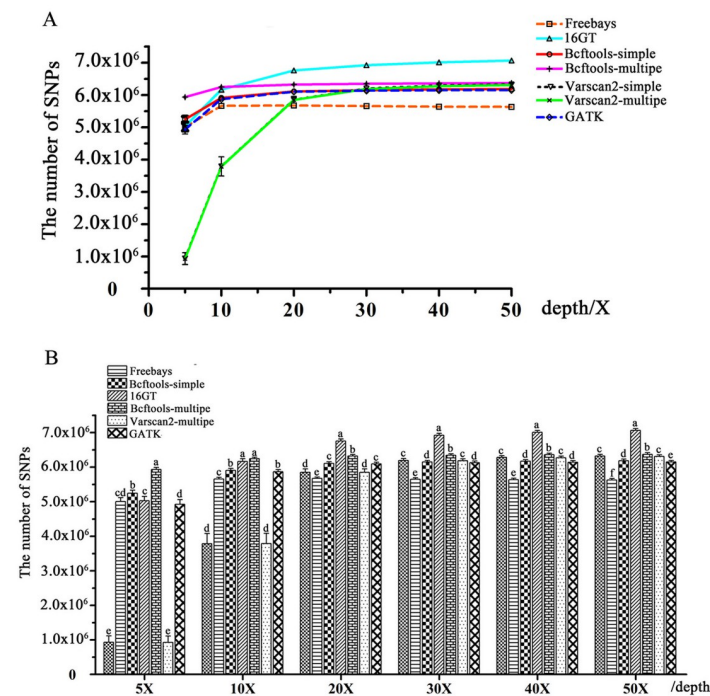 A
Freebays
16GT
Bcftools-simple
Bcftools-multipe
Varscan-simple
Varscan2-multipe
GATK
The number of SNPs
7.0x10⁶
6.0x10⁶
5.0x10⁶
4.0x10⁶
3.0x10⁶
2.0x10⁶
1.0x10⁶
0
0 10 20 30 40 50 depth/X
B
Freebays
Bcftools-simple
16GT
Bcftools-multipe
Varscan2-multipe
GATK
The number of SNPs
7.0x10⁶
6.0x10⁶
5.0x10⁶
4.0x10⁶
3.0x10⁶
2.0x10⁶
1.0x10⁶
0
e cd b c a e d
d c b a a d b
d e c a b d c
c e c a b c c
c e d a b c d
c f d a b c e
5X 10X 20X 30X 40X 50X /depth